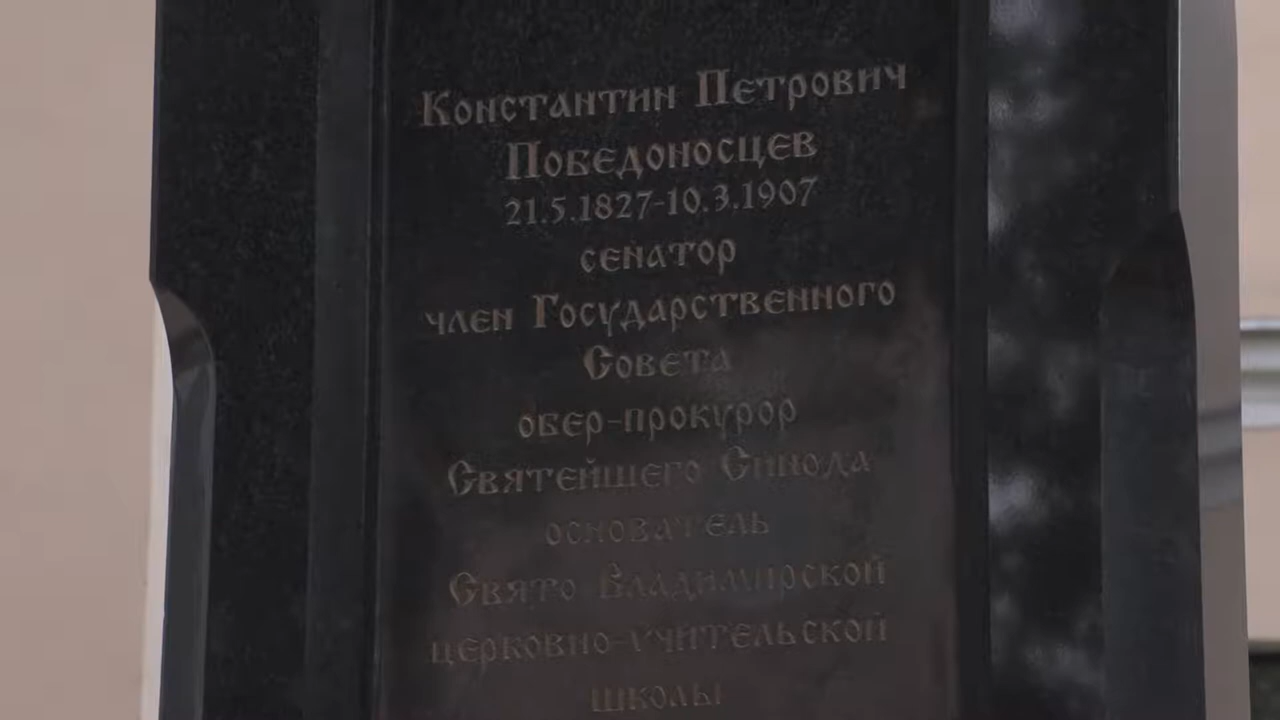 Константин Петрович
Победоносцев
21.5.1827-10.3.1907
сенатор
член Государственного
Совета
обер-прокурор
Святейшего Синода
основатель
Свято Владимирской
церковно-учительской
школы